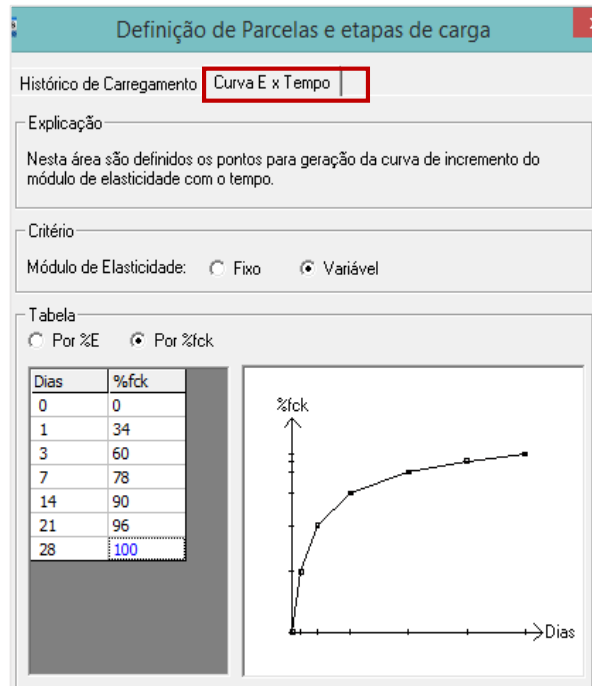 Definição de Parcelas e etapas de carga
Histórico de Carregamento Curva E x Tempo
Explicação
Nesta área são definidos os pontos para geração da curva de incremento do
módulo de elasticidade com o tempo.
Critério
Módulo de Elasticidade: Fixo Variável
Tabela
Por %E Por %fck
Dias %fck
0 0
1 34
3 60
7 78
14 90
21 96
28 100
%fck
Dias